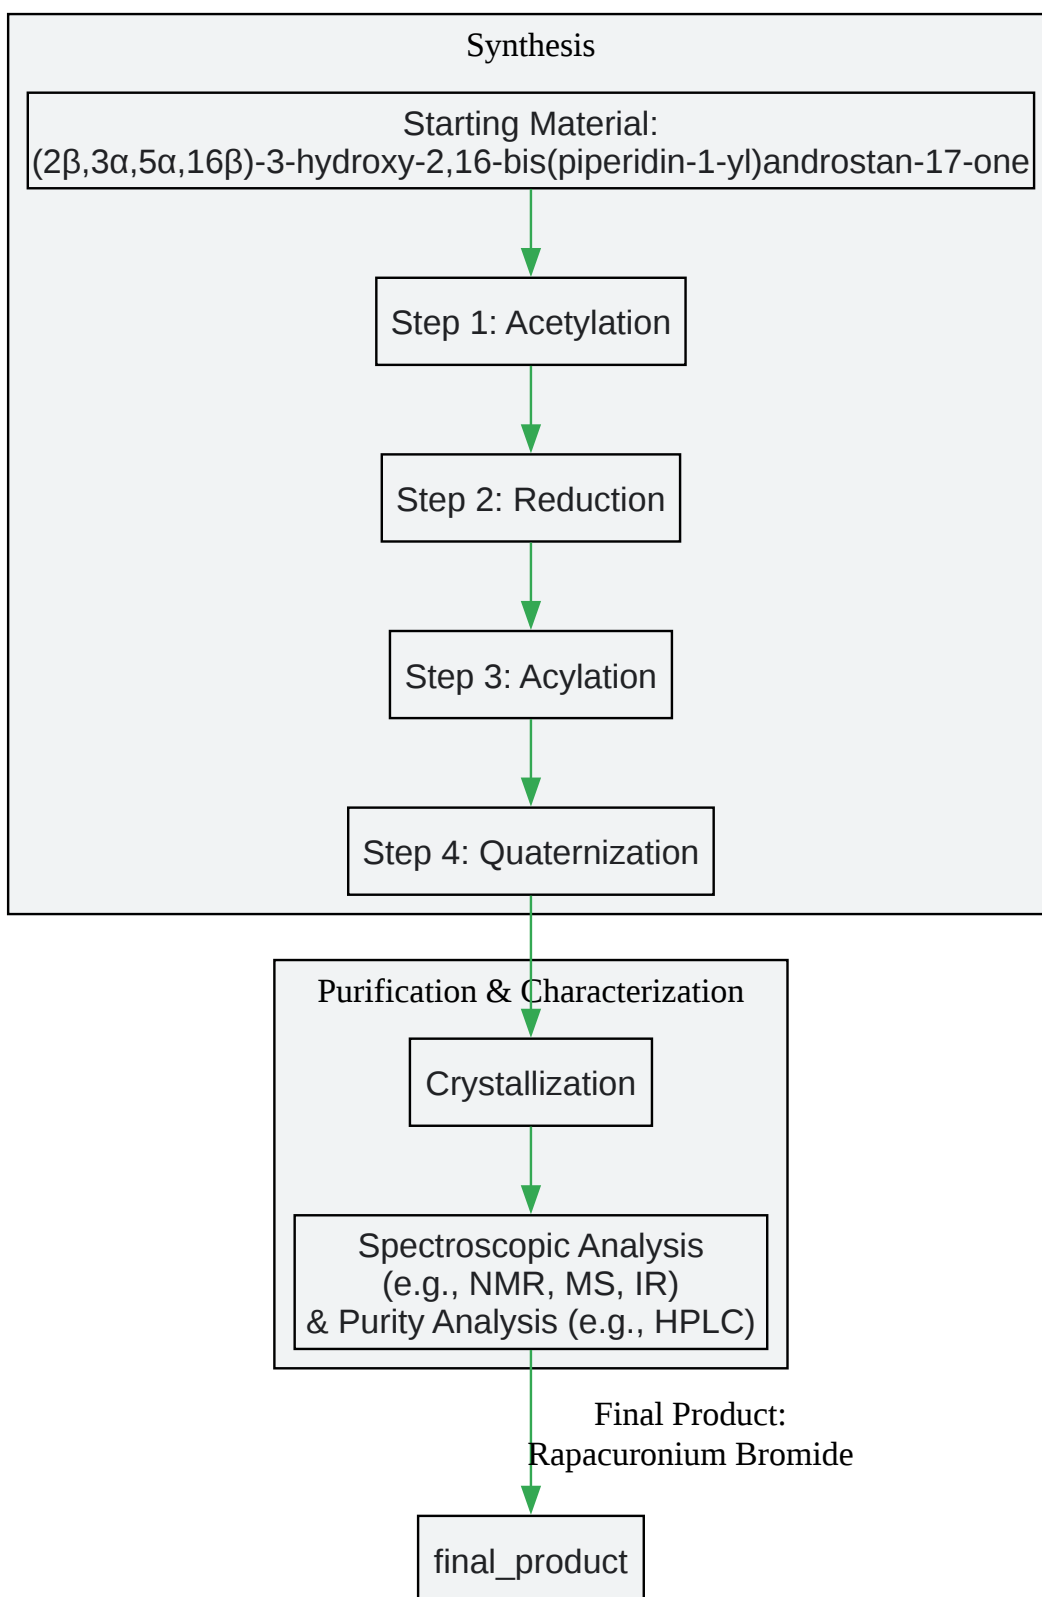 Synthesis
Starting Material:
(2β,3α,5α,16β)-3-hydroxy-2,16-bis(piperidin-1-yl)androstan-17-one
Step 1: Acetylation
Step 2: Reduction
Step 3: Acylation
Step 4: Quaternization
Purification & Characterization
Crystallization
Spectroscopic Analysis
(e.g., NMR, MS, IR)
& Purity Analysis (e.g., HPLC)
Final Product:
Rapacuronium Bromide
final_product